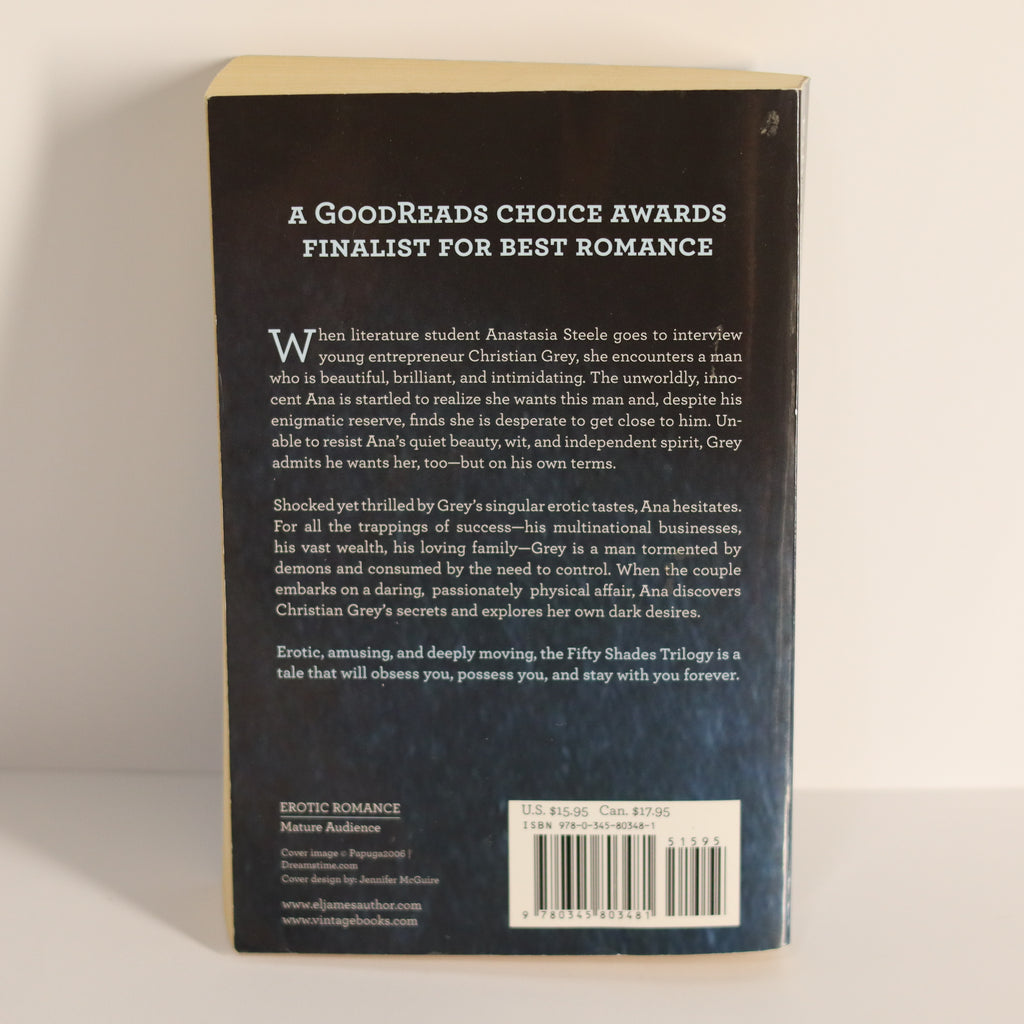 A GOODREADS CHOICE AWARDS
FINALIST FOR BEST ROMANCE
When literature student Anastasia Steele goes to interview
young entrepreneur Christian Grey, she encounters a man
who is beautiful, brilliant, and intimidating. The unworldly, inno-
cent Ana is startled to realize she wants this man and, despite his
enigmatic reserve, finds she is desperate to get close to him. Un-
able to resist Ana's quiet beauty, wit, and independent spirit, Grey
admits he wants her, too—but on his own terms.
Shocked yet thrilled by Grey's singular erotic tastes, Ana hesitates.
For all the trappings of success—his multinational businesses,
his vast wealth, his loving family—Grey is a man tormented by
demons and consumed by the need to control. When the couple
embarks on a daring, passionately physical affair, Ana discovers
Christian Grey's secrets and explores her own dark desires.
Erotic, amusing, and deeply moving, the Fifty Shades Trilogy is a
tale that will obsess you, possess you, and stay with you forever.
EROTIC ROMANCE
Mature Audience
Cover image © Papuga2006 |
Dreamstime.com
Cover design by: Jennifer McGuire
www.eljamesauthor.com
www.vintagebooks.com
U.S. $15.95 Can. $17.95
ISBN 978-0-345-80348-1
51595
9 780345 803481